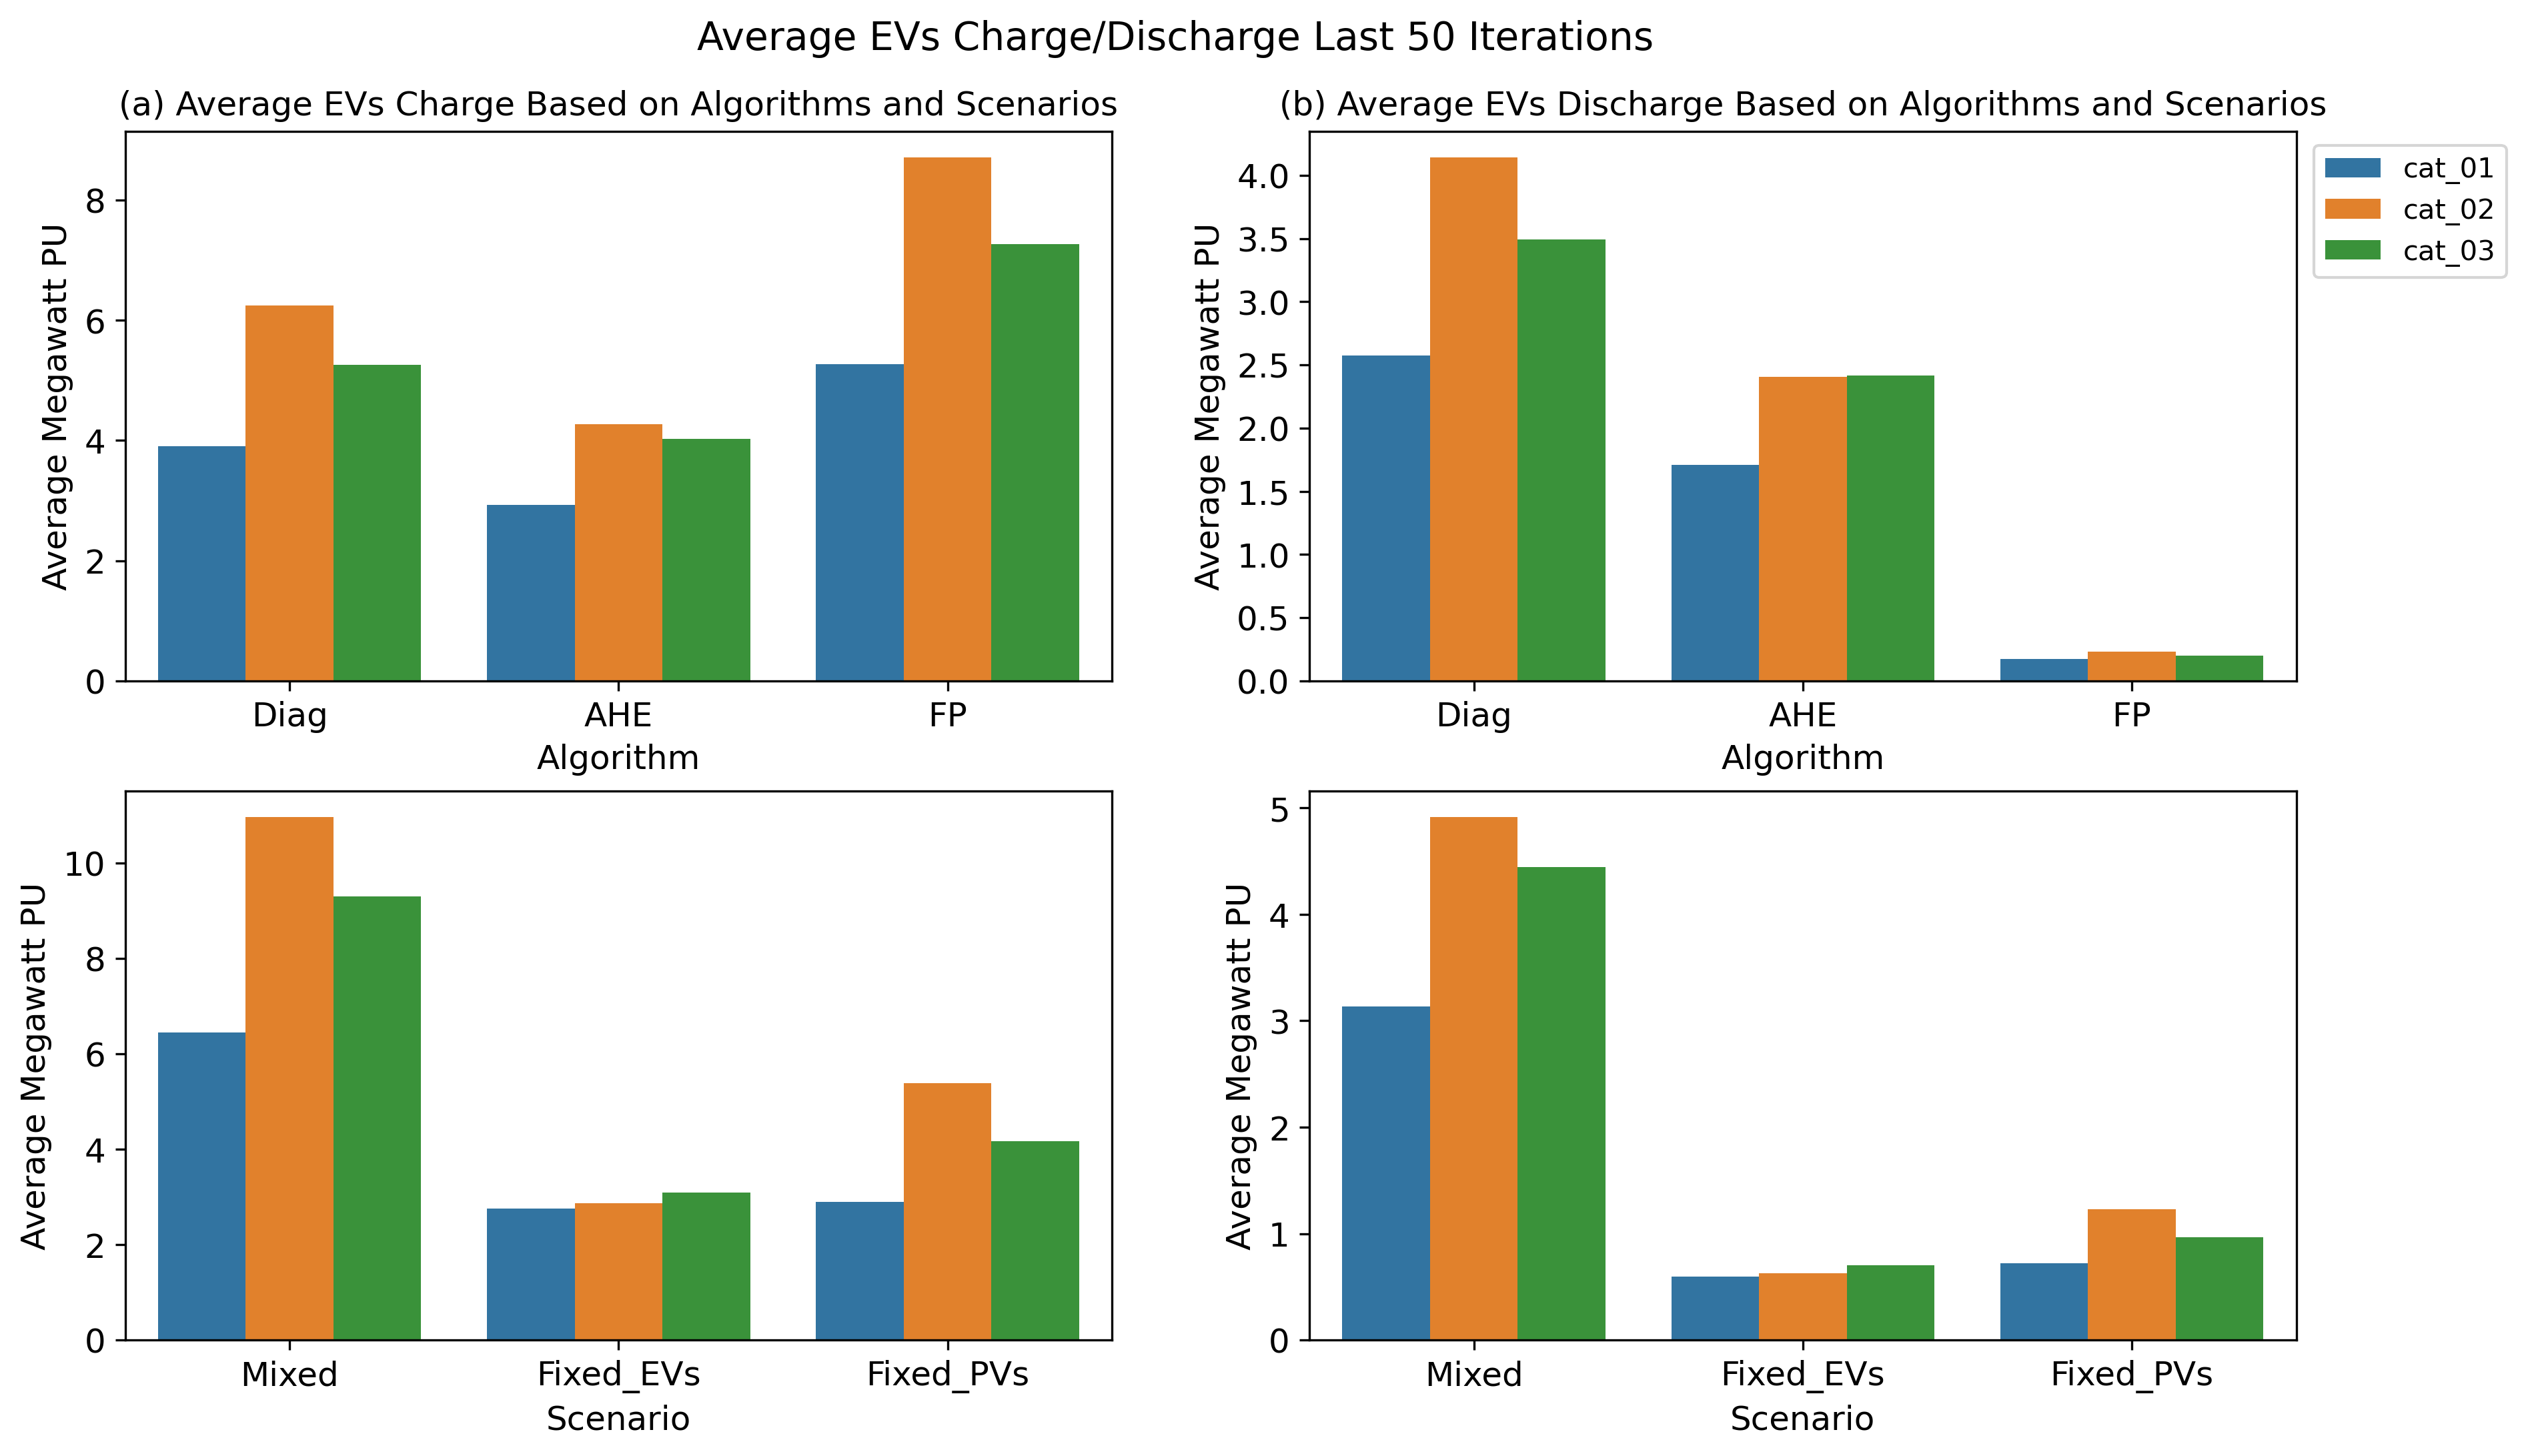 Average EVs Charge/Discharge Last 50 Iterations
(a) Average EVs Charge Based on Algorithms and Scenarios
Average Megawatt PU
8
6
4
2
0
Diag AHE FP
Algorithm
(b) Average EVs Discharge Based on Algorithms and Scenarios
Average Megawatt PU
4.0
3.5
3.0
2.5
2.0
1.5
1.0
0.5
0.0
Diag AHE FP
Algorithm
cat_01
cat_02
cat_03
Average Megawatt PU
10
8
6
4
2
0
Mixed Fixed_EVs Fixed_PVs
Scenario
Average Megawatt PU
5
4
3
2
1
0
Mixed Fixed_EVs Fixed_PVs
Scenario